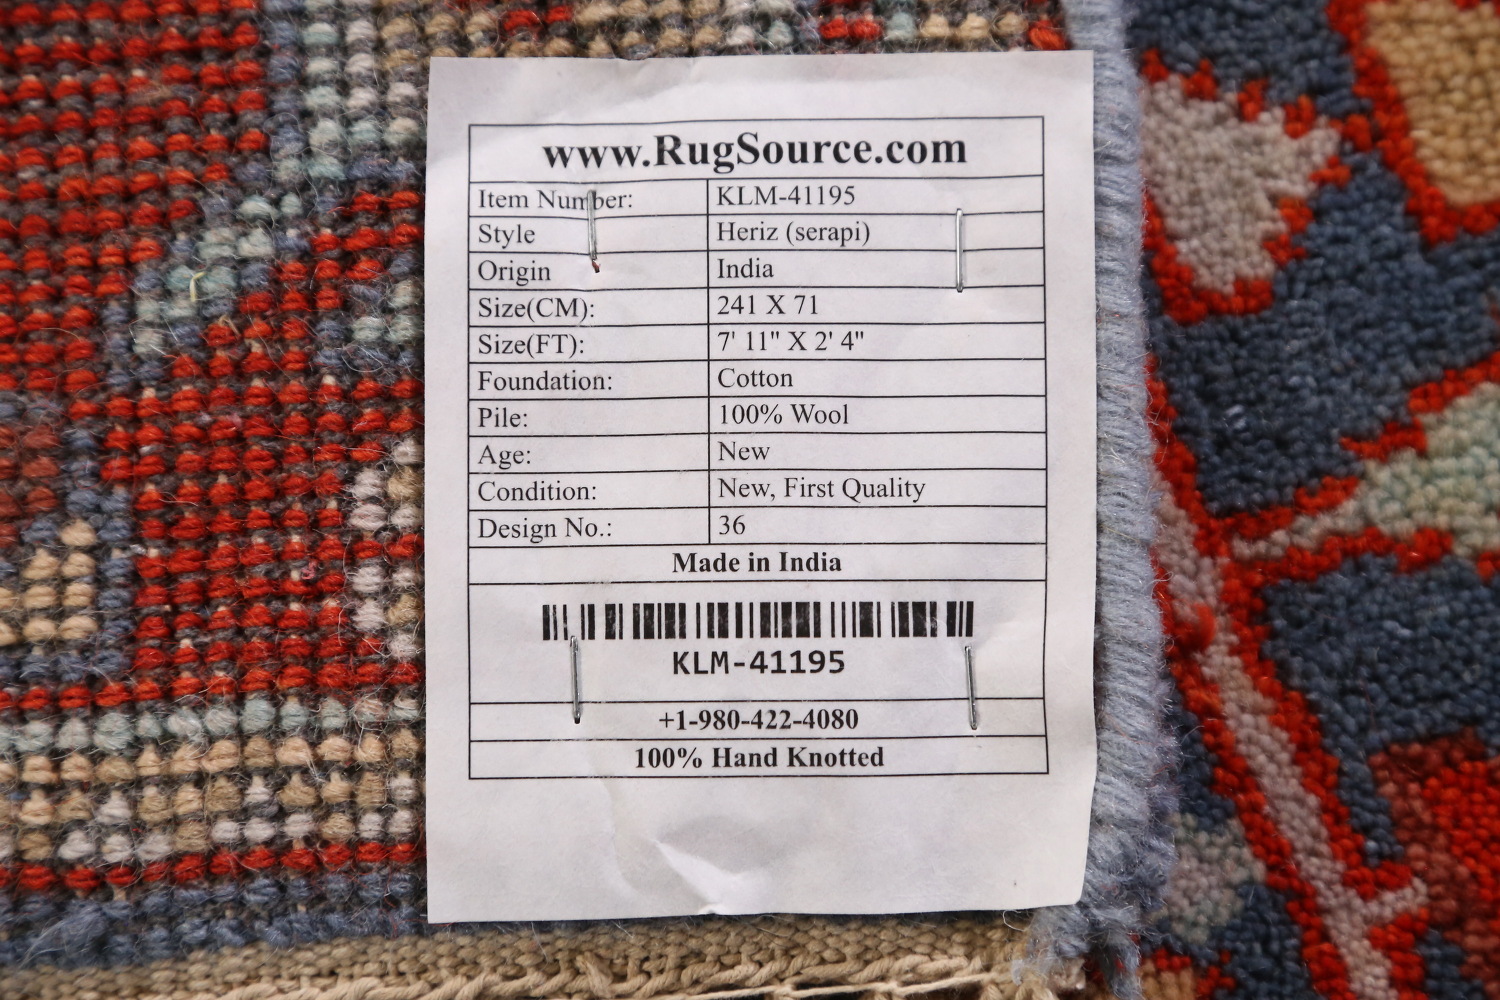 www.RugSource.com
Item Number: KLM-41195
Style Heriz (serapi)
Origin India
Size(CM): 241 X 71
Size(FT): 7' 11" X 2' 4"
Foundation: Cotton
Pile: 100% Wool
Age: New
Condition: New, First Quality
Design No.: 36
Made in India
KLM-41195
+1-980-422-4080
100% Hand Knotted